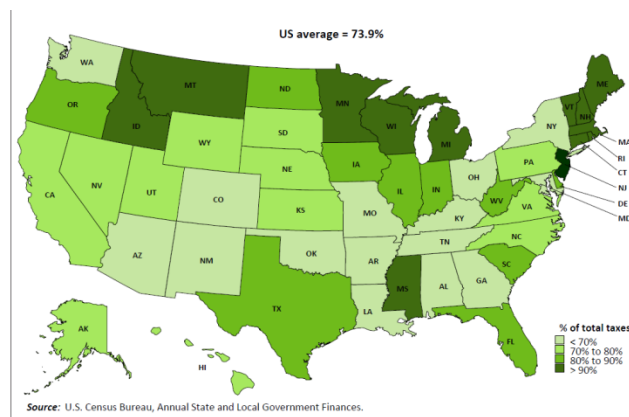 US average = 73.9%
WA
MT
ND
MN
ME
VT
NH
OR
ID
WI
MI
NY
MA
SD
RI
WY
PA
CT
IA
NE
OH
NJ
NV
IL
IN
DE
UT
WV
MD
CA
CO
VA
KS
MO
KY
NC
TN
OK
AZ
NM
AR
SC
MS
AL
GA
TX
LA
AK
FL
HI
% of total taxes
< 70%
70% to 80%
80% to 90%
> 90%
Source: U.S. Census Bureau, Annual State and Local Government Finances.